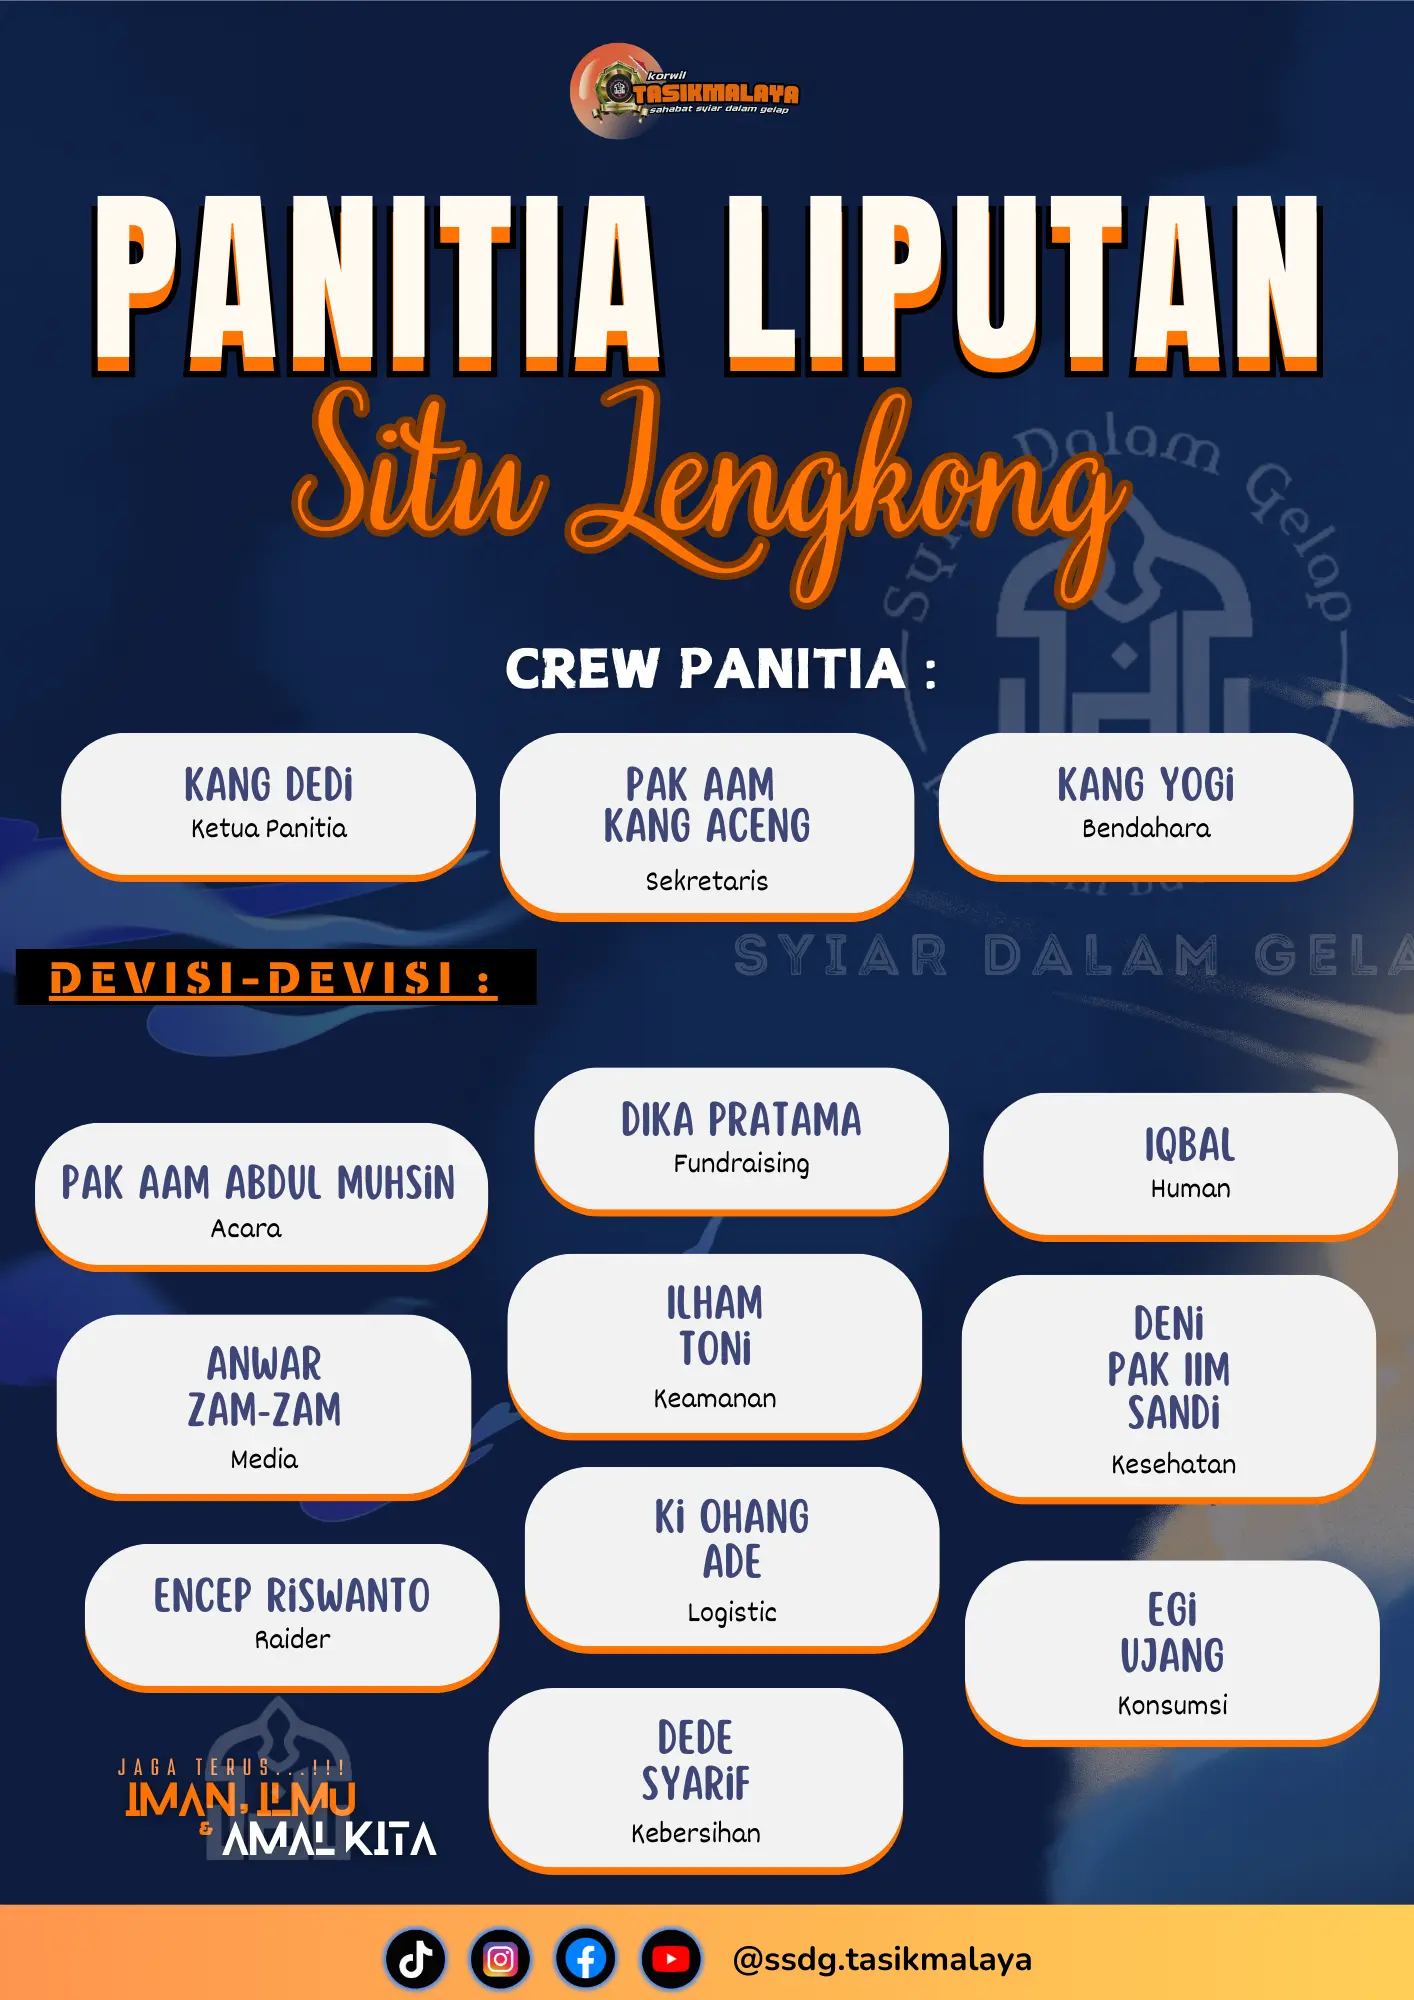 korwil
TASIKMALAYA
sahabat syiar dalam gelap
PANITIA LIPUTAN
Situ Lengkong
Dalam Gelap
CREW PANITIA :
KANG DEDI
Ketua Panitia
PAK AAM
KANG ACENG
Sekretaris
KANG YOGI
Bendahara
SYIAR DALAM GELA
DEVISI-DEVISI :
PAK AAM ABDUL MUHSIN
Acara
DIKA PRATAMA
Fundraising
IQBAL
Human
ANWAR
ZAM-ZAM
Media
ILHAM
TONI
Keamanan
DENI
PAK IIM
SANDI
Kesehatan
ENCEP RISWANTO
Raider
KI OHANG
ADE
Logistic
EGI
UJANG
Konsumsi
DEDE
SYARIF
Kebersihan
JAGA TERUS...!!!
IMAN, ILMU
& AMAL KITA
@ssdg.tasikmalaya